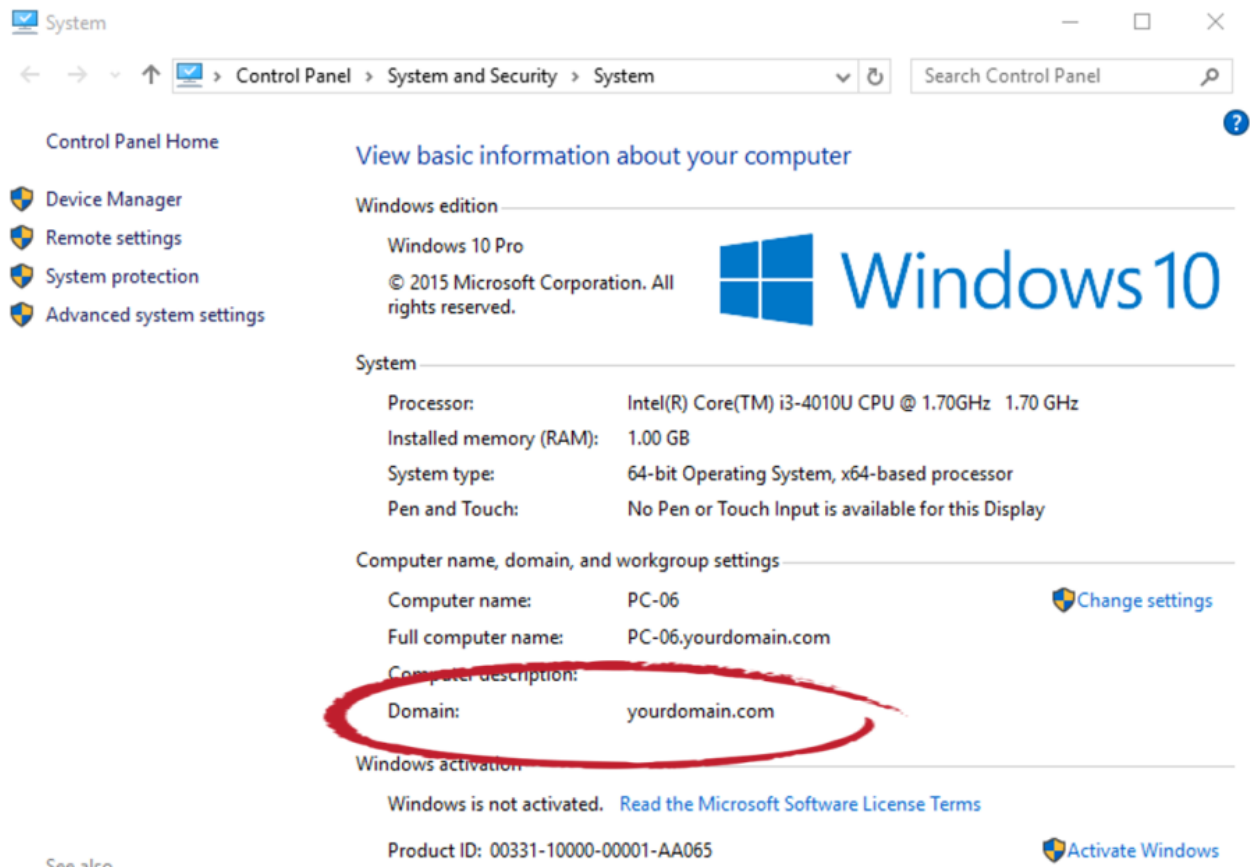 System
Control Panel > System and Security > System
Search Control Panel
?
Control Panel Home
Device Manager
Remote settings
System protection
Advanced system settings
View basic information about your computer
Windows edition
Windows 10 Pro
© 2015 Microsoft Corporation. All
rights reserved.
Windows 10
System
Processor: Intel(R) Core(TM) i3-4010U CPU @ 1.70GHz 1.70 GHz
Installed memory (RAM): 1.00 GB
System type: 64-bit Operating System, x64-based processor
Pen and Touch: No Pen or Touch Input is available for this Display
Computer name, domain, and workgroup settings
Computer name: PC-06
Change settings
Full computer name: PC-06.yourdomain.com
Computer description:
Domain: yourdomain.com
Windows activation
Windows is not activated. Read the Microsoft Software License Terms
Product ID: 00331-10000-00001-AA065
Activate Windows
See also